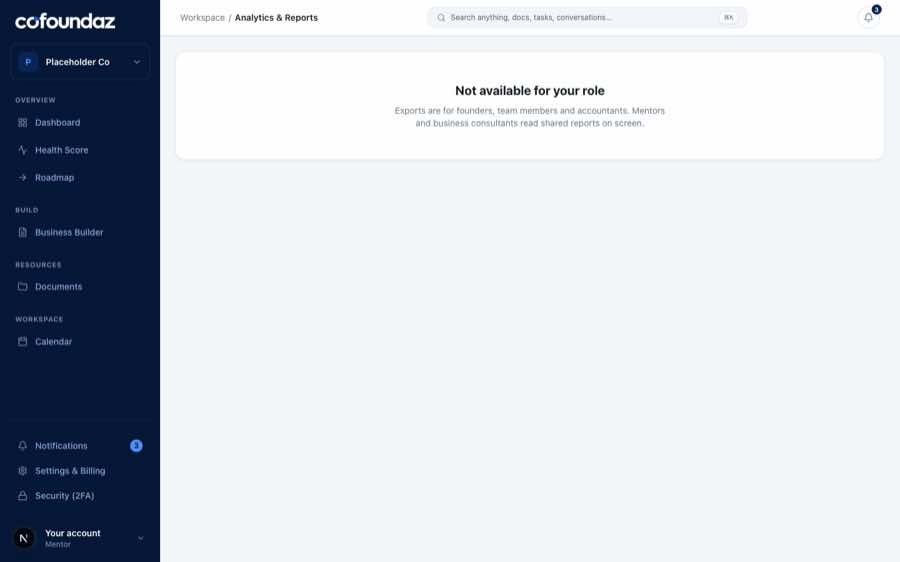 cofoundaz
P
Placeholder Co
OVERVIEW
Dashboard
Health Score
Roadmap
BUILD
Business Builder
RESOURCES
Documents
WORKSPACE
Calendar
Notifications
3
Settings & Billing
Security (2FA)
N
Your account
Mentor
Workspace / Analytics & Reports
Search anything, docs, tasks, conversations...
⌘K
3
Not available for your role
Exports are for founders, team members and accountants. Mentors
and business consultants read shared reports on screen.